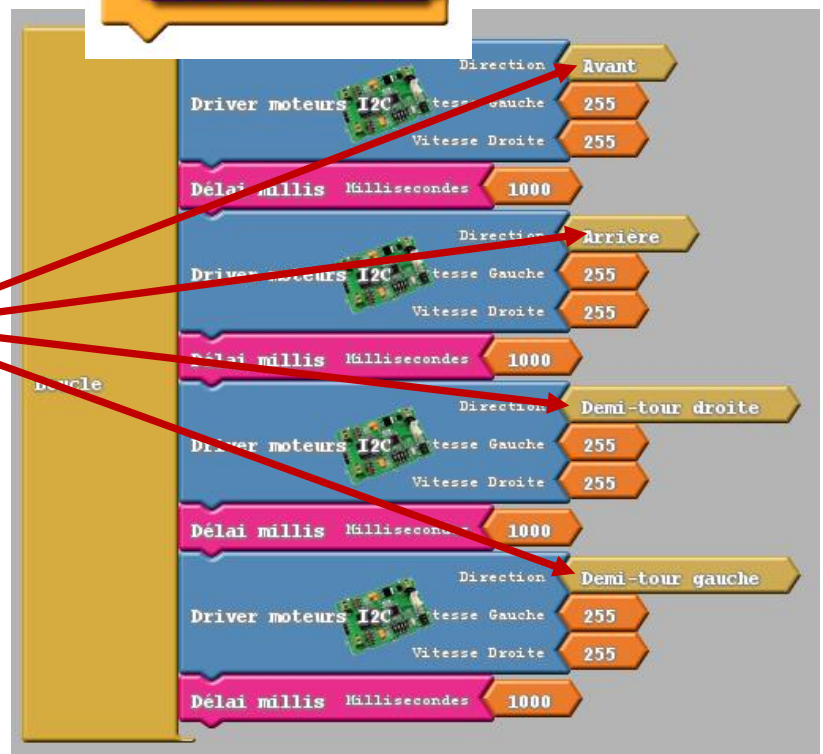 Direction Avant
Driver moteurs I2C Vitesse Gauche 255
Vitesse Droite 255
Délai millis Millisecondes 1000
Direction Arrière
Driver moteurs I2C tesse Gauche 255
Vitesse Droite 255
Délai millis Millisecondes 1000
Boucle
Direction Demi-tour droite
Driver moteurs I2C tesse Gauche 255
Vitesse Droite 255
Délai millis Millisecondes 1000
Direction Demi-tour gauche
Driver moteurs I2C tesse Gauche 255
Vitesse Droite 255
Délai millis Millisecondes 1000